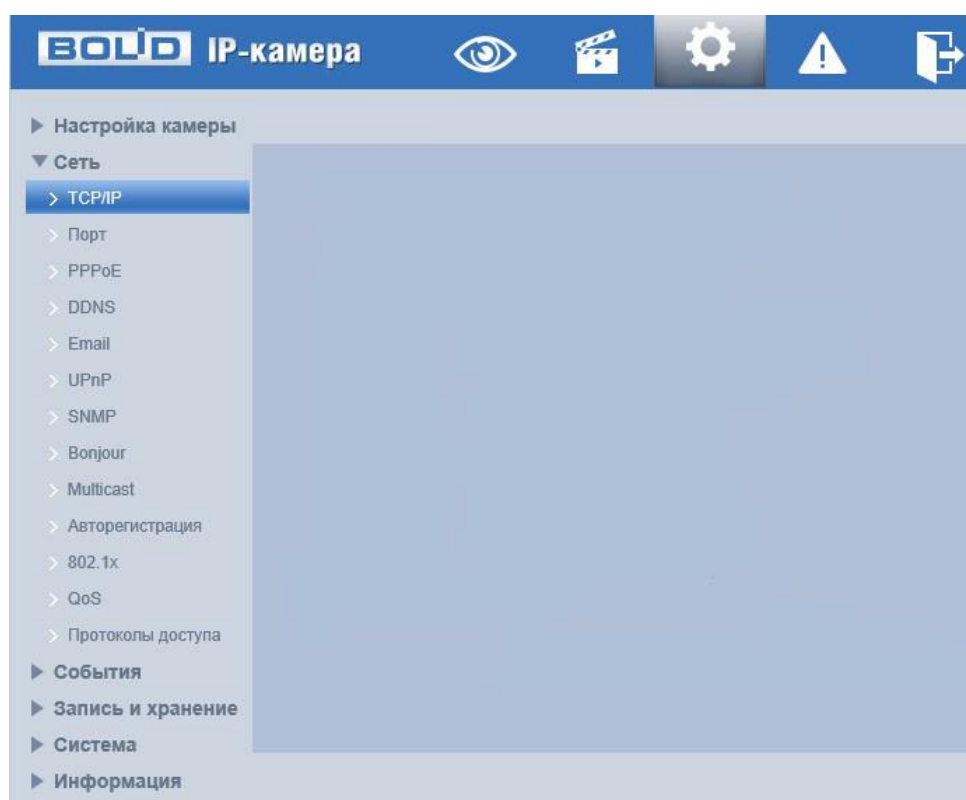 BOLID IP-камера
Настройка камеры
Сеть
TCP/IP
Порт
PPPoE
DDNS
Email
UPnP
SNMP
Bonjour
Multicast
Авторегистрация
802.1x
QoS
Протоколы доступа
События
Запись и хранение
Система
Информация